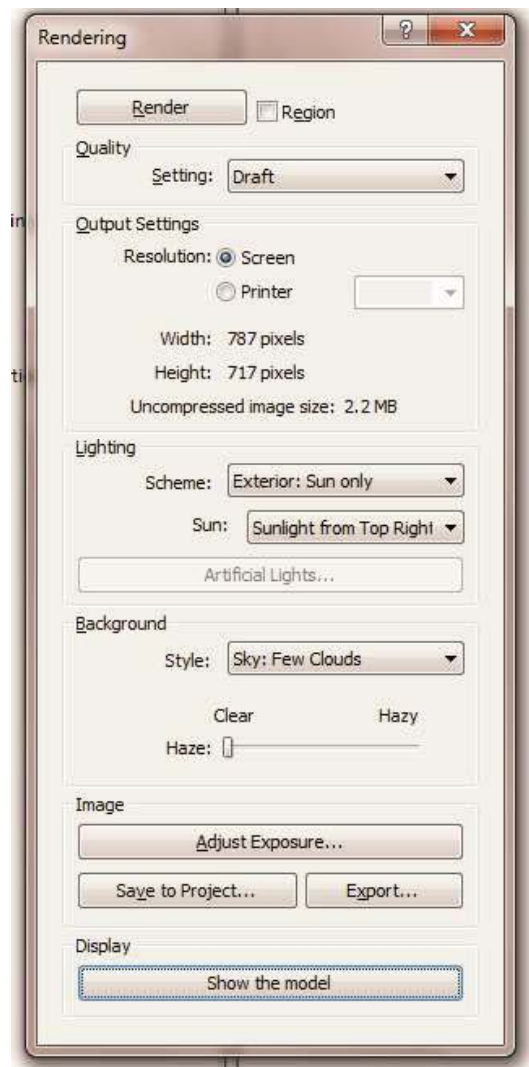 Rendering
Render
Region
Quality
Setting: Draft
in
Output Settings
Resolution: Screen
Printer
Width: 787 pixels
Height: 717 pixels
Uncompressed image size: 2.2 MB
Lighting
Scheme: Exterior: Sun only
Sun: Sunlight from Top Right
Artificial Lights...
Background
Style: Sky: Few Clouds
Clear Hazy
Haze:
Image
Adjust Exposure...
Save to Project... Export...
Display
Show the model